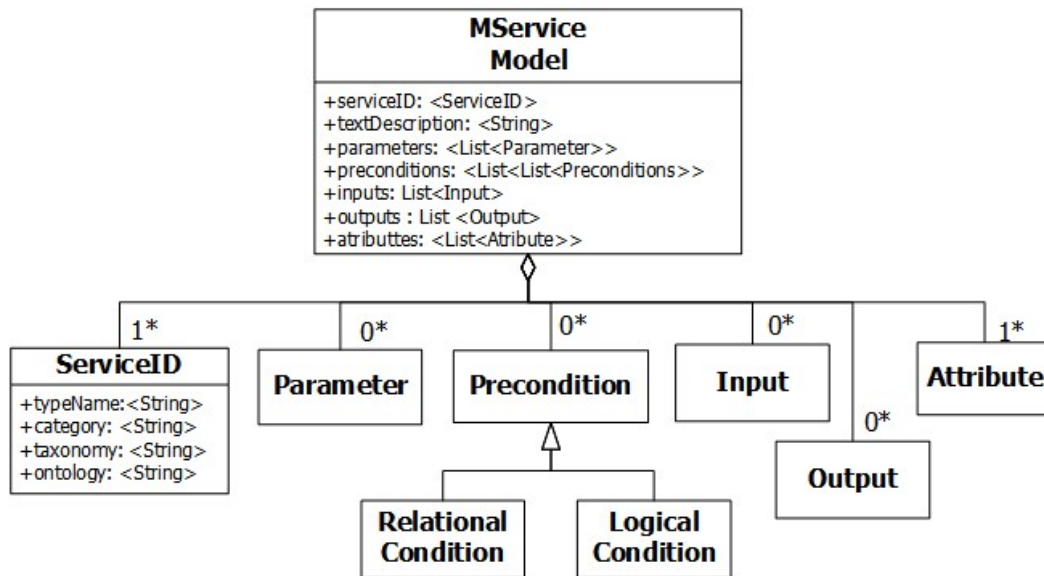 MService
Model
+serviceID: <ServiceID>
+textDescription: <String>
+parameters: <List<Parameter>>
+preconditions: <List<List<Preconditions>>
+inputs: List<Input>
+outputs : List <Output>
+atributtes: <List<Atribute>>
1*
0*
0*
0*
1*
0*
ServiceID
+typeName:<String>
+category: <String>
+taxonomy: <String>
+ontology: <String>
Parameter
Precondition
Input
Attribute
Output
Relational
Condition
Logical
Condition